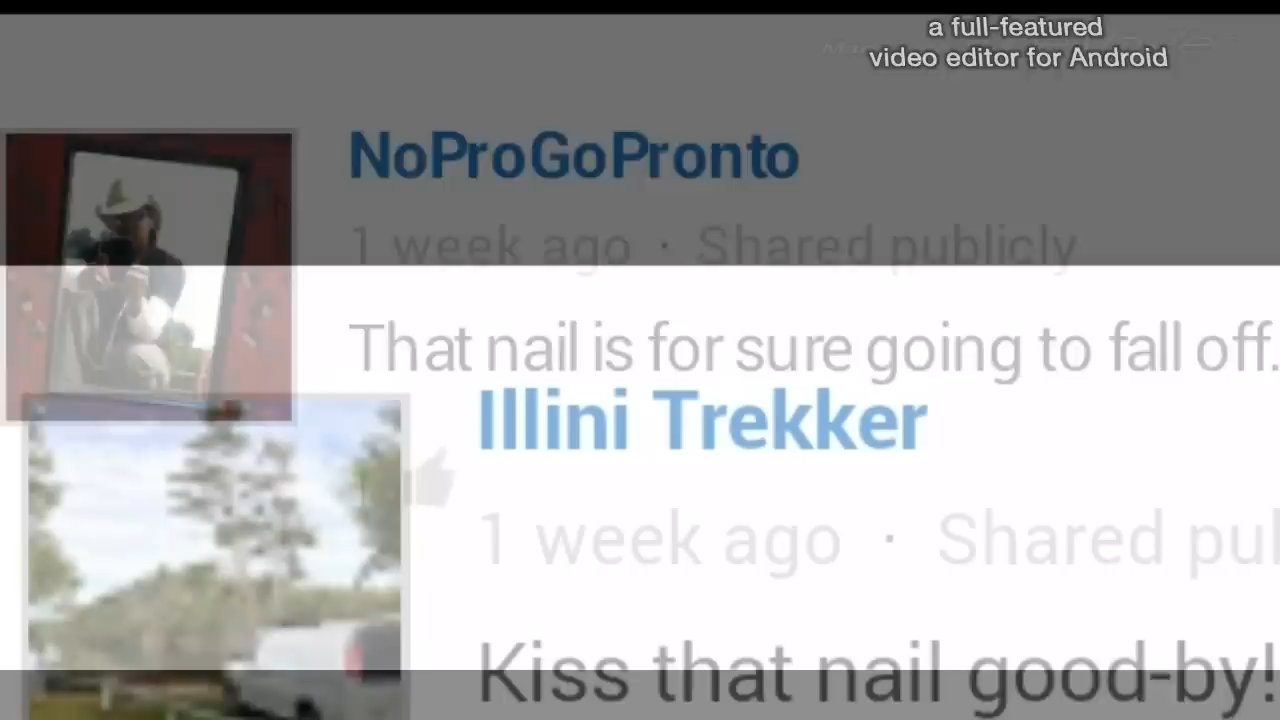 a full-featured
video editor for Android
NoProGoPronto
1 week ago · Shared publicly
That nail is for sure going to fall off.
Illini Trekker
1 week ago · Shared
Kiss that nail good-by!